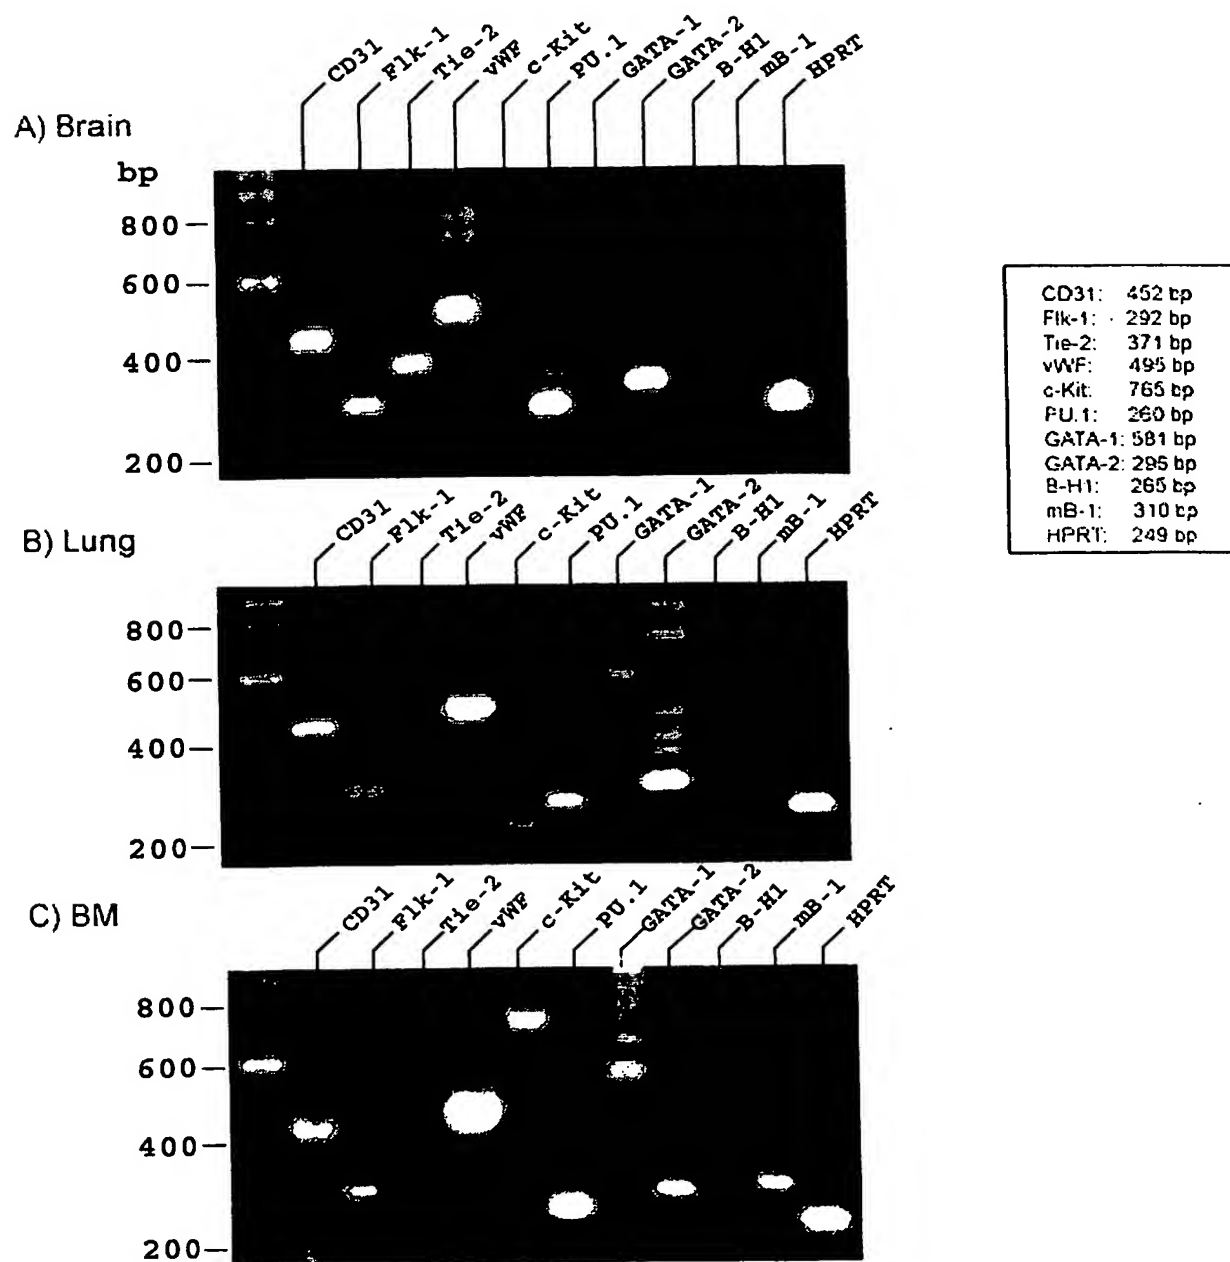 CD31 Flk-1 Tie-2 vWF c-Kit PU.1 GATA-1 GATA-2 B-H1 mB-1 HPRT
A) Brain
bp
800
600
400
200
CD31 Flk-1 Tie-2 vWF c-Kit PU.1 GATA-1 GATA-2 B-H1 mB-1 HPRT
B) Lung
800
600
400
200
CD31 Flk-1 Tie-2 vWF c-Kit PU.1 GATA-1 GATA-2 B-H1 mB-1 HPRT
C) BM
800
600
400
200
CD31: 452 bp
Flk-1: 292 bp
Tie-2: 371 bp
vWF: 495 bp
c-Kit: 765 bp
PU.1: 260 bp
GATA-1: 581 bp
GATA-2: 295 bp
B-H1: 265 bp
mB-1: 310 bp
HPRT: 249 bp